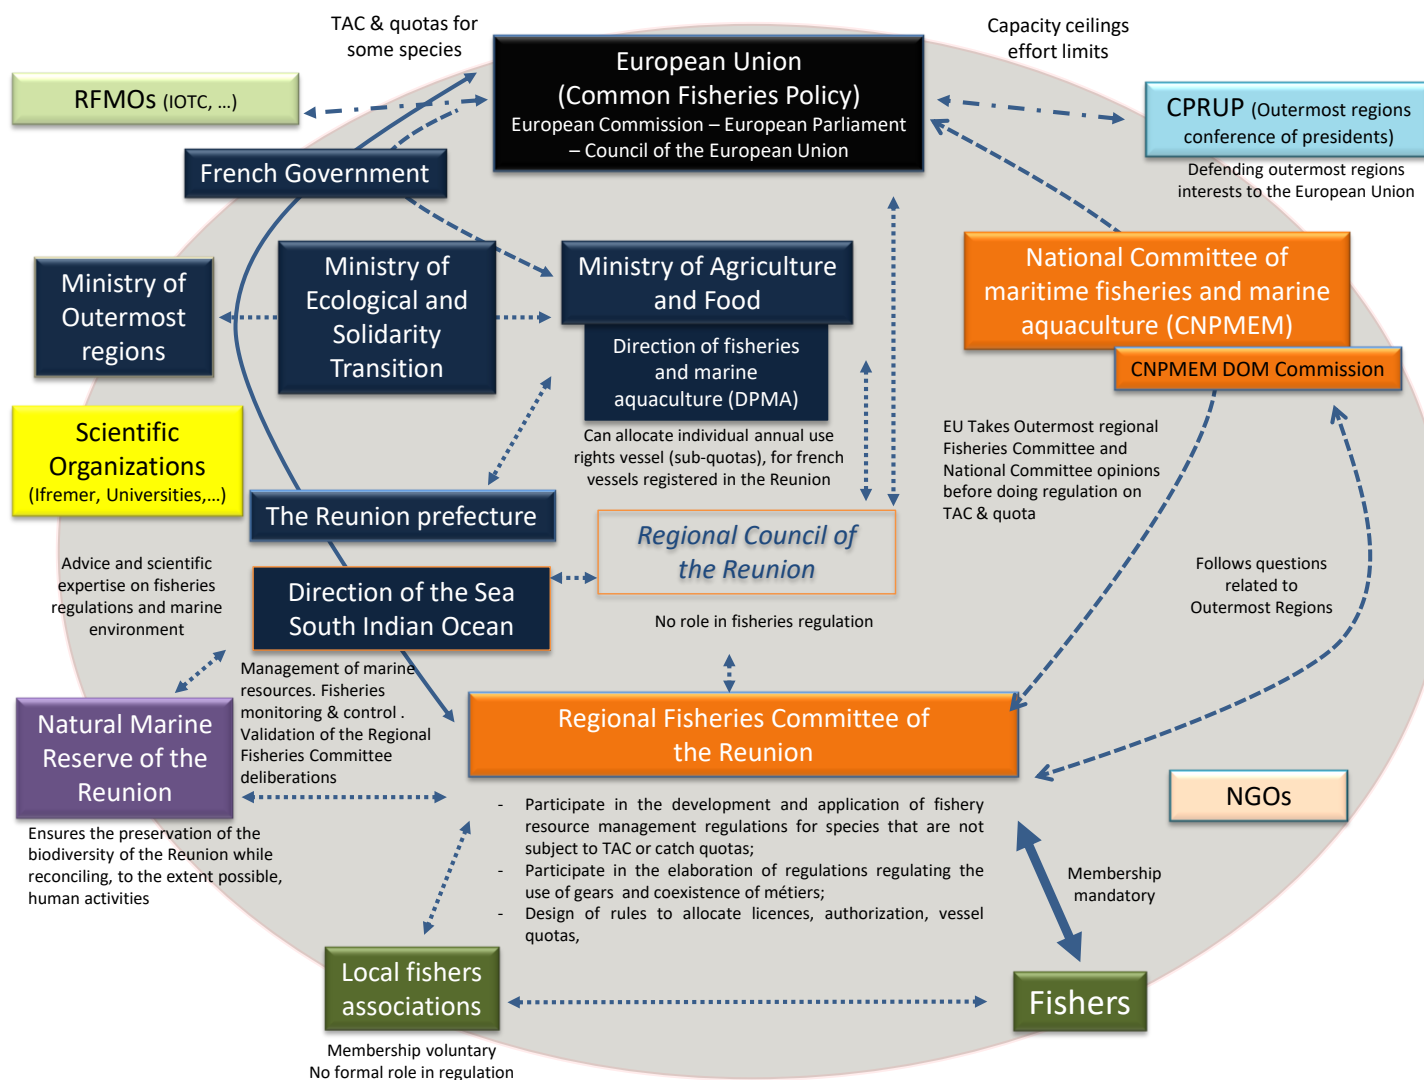 TAC & quotas for
some species
Capacity ceilings
effort limits
European Union
(Common Fisheries Policy)
European Commission – European Parliament
– Council of the European Union
RFMOs (IOTC, ...)
CPRUP (Outermost regions
conference of presidents)
Defending outermost regions
interests to the European Union
French Government
Ministry of
Outermost
regions
Ministry of
Ecological and
Solidarity
Transition
Ministry of Agriculture
and Food
Direction of fisheries
and marine
aquaculture (DPMA)
Can allocate individual annual use
rights vessel (sub-quotas), for french
vessels registered in the Reunion
National Committee of
maritime fisheries and marine
aquaculture (CNPMEM)
CNPMEM DOM Commission
EU Takes Outermost regional
Fisheries Committee and
National Committee opinions
before doing regulation on
TAC & quota
Follows questions
related to
Outermost Regions
Scientific
Organizations
(Ifremer, Universities,...)
Advice and scientific
expertise on fisheries
regulations and marine
environment
The Reunion prefecture
Direction of the Sea
South Indian Ocean
Management of marine
resources. Fisheries
monitoring & control .
Validation of the Regional
Fisheries Committee
deliberations
Regional Council of
the Reunion
No role in fisheries regulation
Natural Marine
Reserve of the
Reunion
Ensures the preservation of the
biodiversity of the Reunion while
reconciling, to the extent possible,
human activities
Regional Fisheries Committee of
the Reunion
- Participate in the development and application of fishery
resource management regulations for species that are not
subject to TAC or catch quotas;
- Participate in the elaboration of regulations regulating the
use of gears and coexistence of métiers;
- Design of rules to allocate licences, authorization, vessel
quotas,
NGOs
Membership
mandatory
Local fishers
associations
Membership voluntary
No formal role in regulation
Fishers